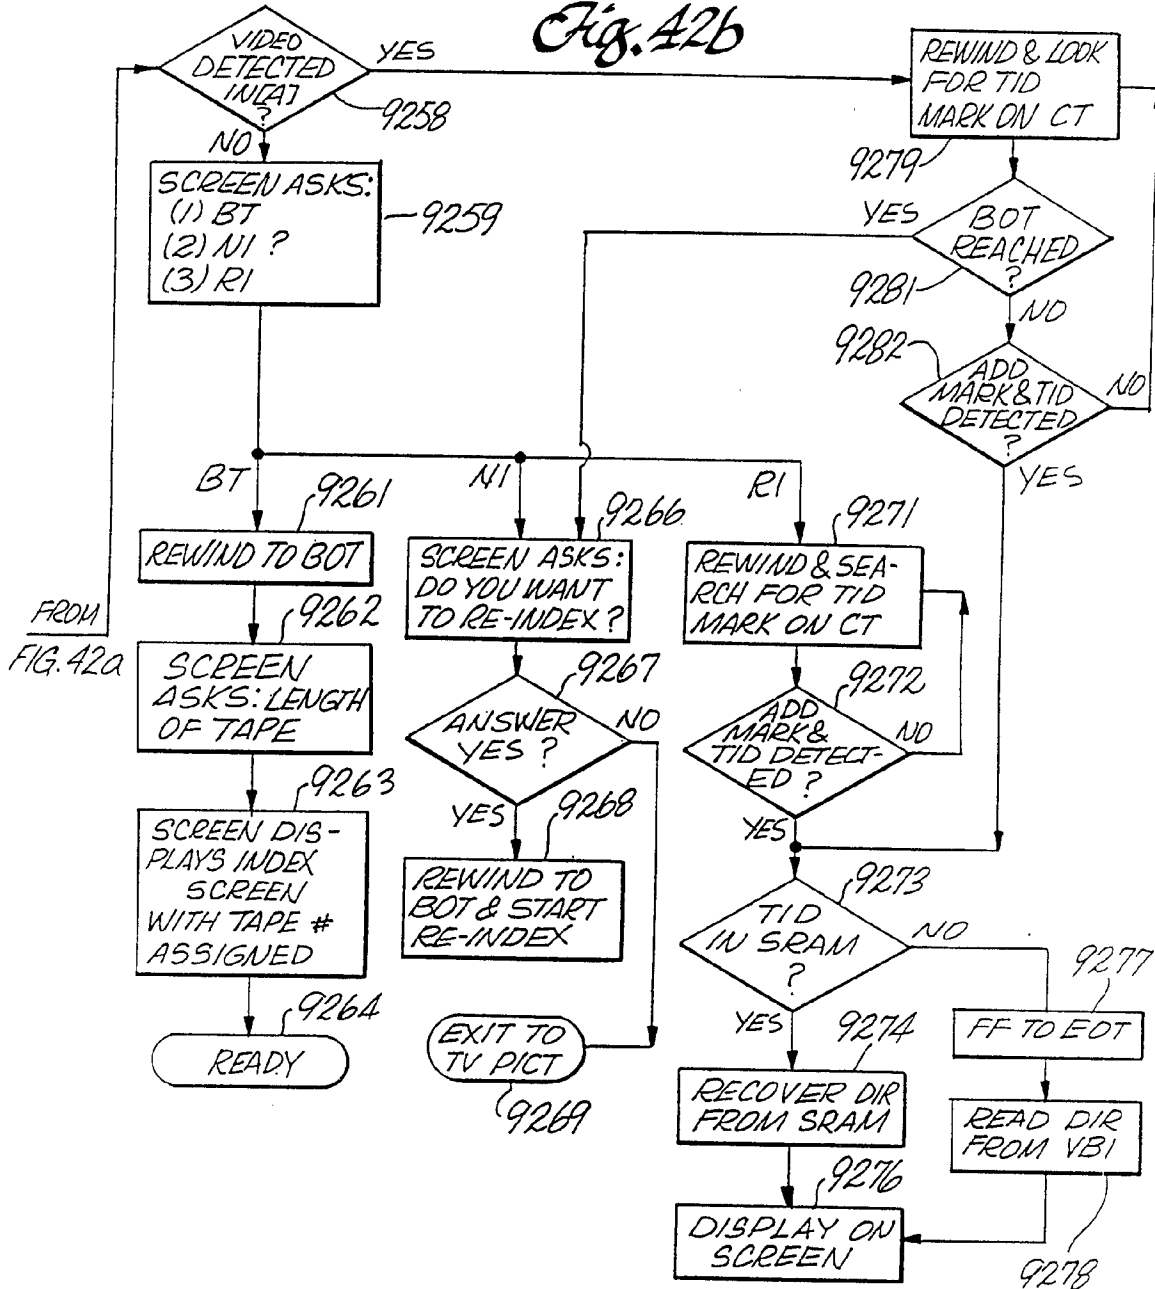 Fig. 42b
VIDEO
DETECTED
IN[A]
?
YES
9258
NO
SCREEN ASKS:
(1) BT
(2) NI ?
(3) RI
9259
REWIND & LOOK
FOR TID
MARK ON CT
9279
YES
BOT
REACHED
?
9281
NO
9282
ADD
MARK & TID
DETECTED
?
NO
YES
BT
NI
RI
9261
REWIND TO BOT
9262
SCREEN
ASKS: LENGTH
OF TAPE
9263
SCREEN DIS-
PLAYS INDEX
SCREEN
WITH TAPE #
ASSIGNED
9264
READY
FROM
FIG. 42a
9266
SCREEN ASKS:
DO YOU WANT
TO RE-INDEX ?
9267
ANSWER
YES ?
NO
YES
9268
REWIND TO
BOT & START
RE-INDEX
EXIT TO
TV PICT
9269
9271
REWIND & SEA-
RCH FOR TID
MARK ON CT
9272
ADD
MARK &
TID DETECT-
ED ?
NO
YES
9273
TID
IN SRAM
?
NO
YES
9274
RECOVER DIR
FROM SRAM
9277
FF TO EOT
READ DIR
FROM VBI
9278
9276
DISPLAY ON
SCREEN